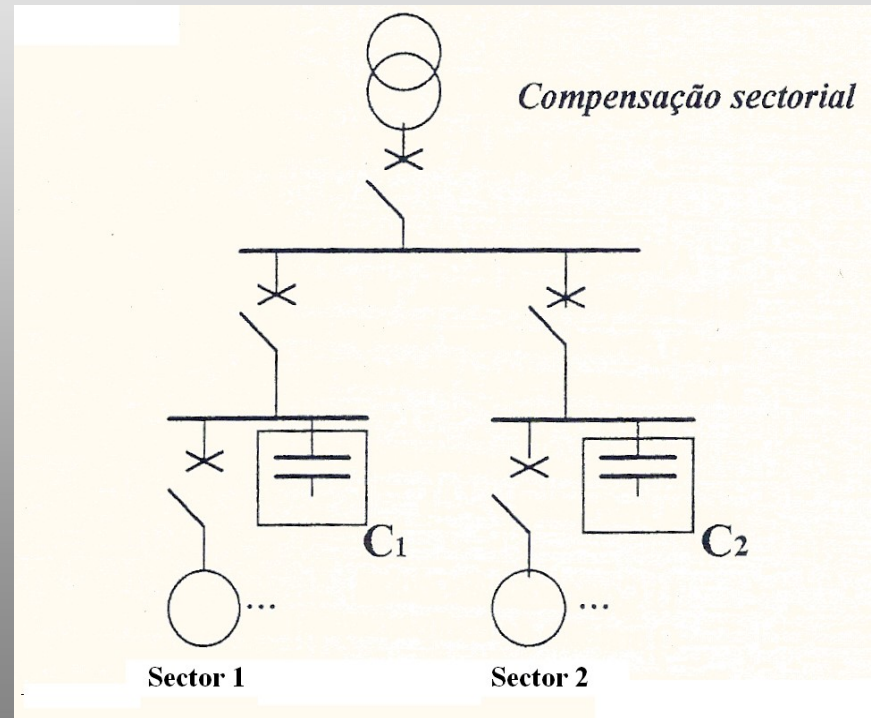 Compensação sectorial
C1
C2
...
...
Sector 1
Sector 2